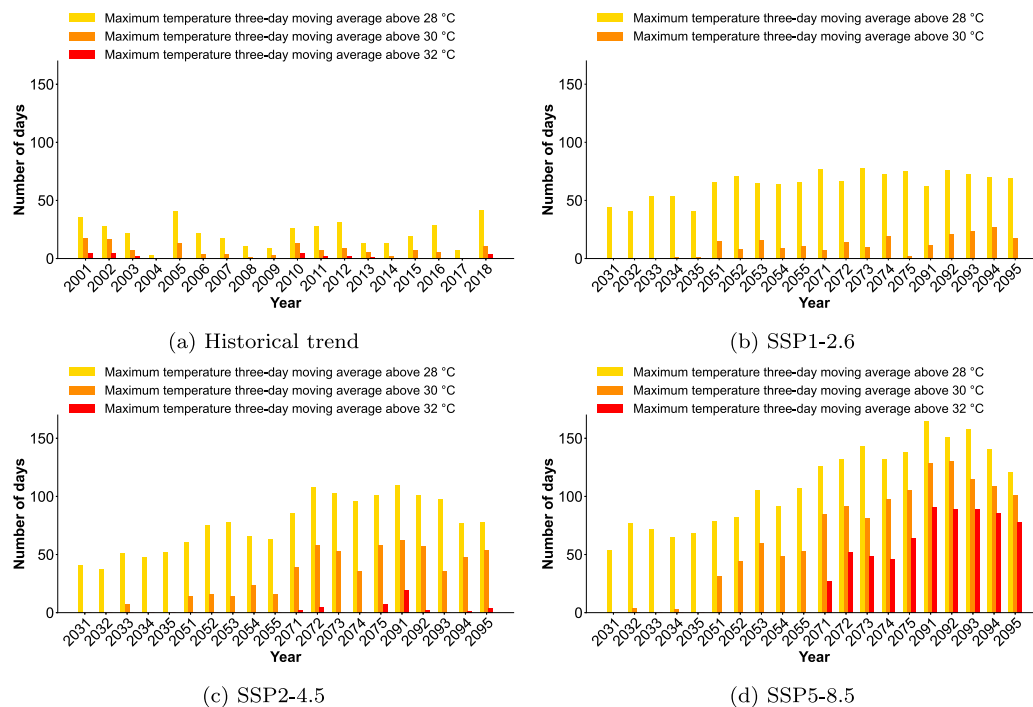 Maximum temperature three-day moving average above 28 °C
Maximum temperature three-day moving average above 30 °C
Maximum temperature three-day moving average above 32 °C
150
100
50
0
Number of days
2001 2002 2003 2004 2005 2006 2007 2008 2009 2010 2011 2012 2013 2014 2015 2016 2017 2018
Year
(a) Historical trend
Maximum temperature three-day moving average above 28 °C
Maximum temperature three-day moving average above 30 °C
150
100
50
0
Number of days
2031 2032 2033 2034 2035 2051 2052 2053 2054 2055 2071 2072 2073 2074 2075 2091 2092 2093 2094 2095
Year
(b) SSP1-2.6
Maximum temperature three-day moving average above 28 °C
Maximum temperature three-day moving average above 30 °C
Maximum temperature three-day moving average above 32 °C
150
100
50
0
Number of days
2031 2032 2033 2034 2035 2051 2052 2053 2054 2055 2071 2072 2073 2074 2075 2091 2092 2093 2094 2095
Year
(c) SSP2-4.5
Maximum temperature three-day moving average above 28 °C
Maximum temperature three-day moving average above 30 °C
Maximum temperature three-day moving average above 32 °C
150
100
50
0
Number of days
2031 2032 2033 2034 2035 2051 2052 2053 2054 2055 2071 2072 2073 2074 2075 2091 2092 2093 2094 2095
Year
(d) SSP5-8.5